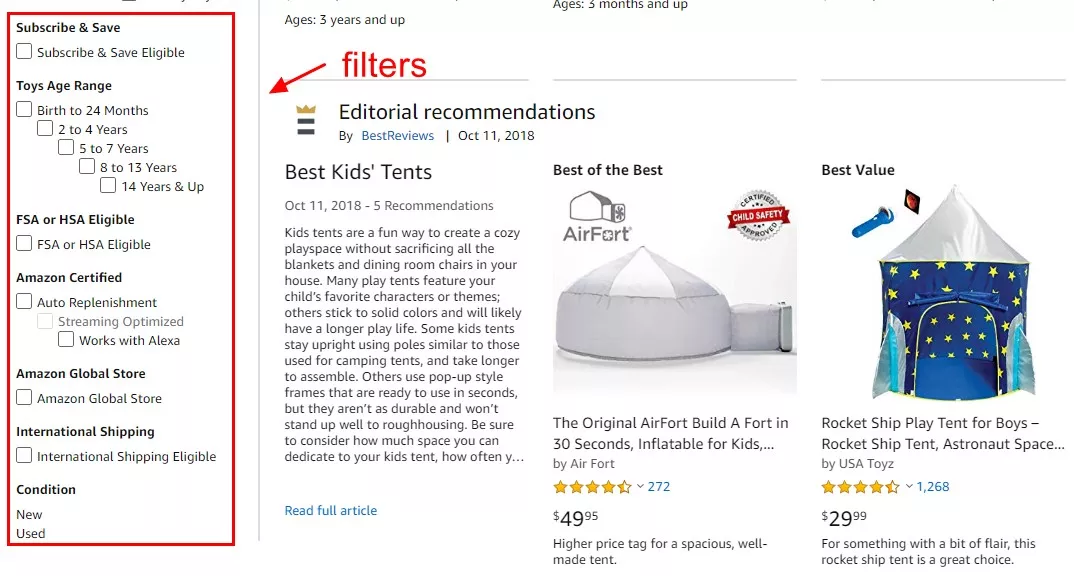 Subscribe & Save
Subscribe & Save Eligible
Toys Age Range
Birth to 24 Months
2 to 4 Years
5 to 7 Years
8 to 13 Years
14 Years & Up
FSA or HSA Eligible
FSA or HSA Eligible
Amazon Certified
Auto Replenishment
Streaming Optimized
Works with Alexa
Amazon Global Store
Amazon Global Store
International Shipping
International Shipping Eligible
Condition
New
Used
Ages: 3 years and up
Ages: 3 months and up
filters
Editorial recommendations
By BestReviews | Oct 11, 2018
Best Kids' Tents
Oct 11, 2018 - 5 Recommendations
Kids tents are a fun way to create a cozy
playspace without sacrificing all the
blankets and dining room chairs in your
house. Many play tents feature your
child's favorite characters or themes;
others stick to solid colors and will likely
have a longer play life. Some kids tents
stay upright using poles similar to those
used for camping tents, and take longer
to assemble. Others use pop-up style
frames that are ready to use in seconds,
but they aren't as durable and won't
stand up well to roughhousing. Be sure
to consider how much space you can
dedicate to your kids tent, how often y...
Read full article
Best of the Best
AirFort
CERTIFIED
CHILD SAFETY
APPROVED
The Original AirFort Build A Fort in
30 Seconds, Inflatable for Kids,...
by Air Fort
272
$49.95
Higher price tag for a spacious, well-
made tent.
Best Value
Rocket Ship Play Tent for Boys –
Rocket Ship Tent, Astronaut Space...
by USA Toyz
1,268
$29.99
For something with a bit of flair, this
rocket ship tent is a great choice.